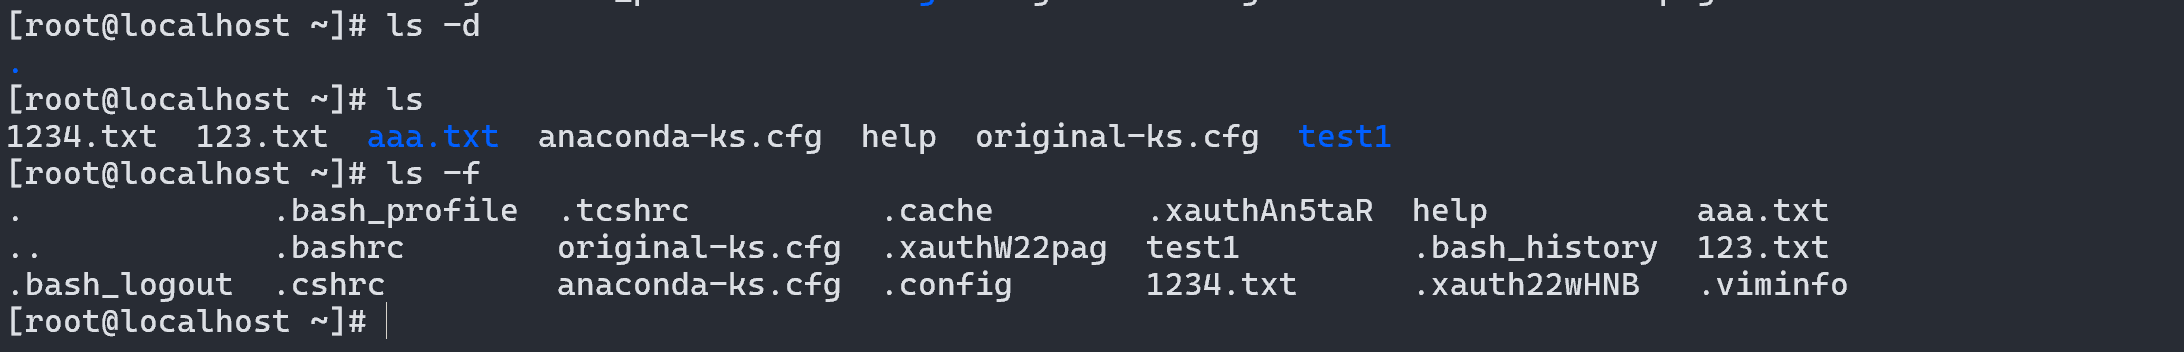 [root@localhost ~]# ls -d
.
[root@localhost ~]# ls
1234.txt  123.txt  aaa.txt  anaconda-ks.cfg  help  original-ks.cfg  test1
[root@localhost ~]# ls -f
.              .bash_profile  .tcshrc          .cache       .xauthAn5taR  help           aaa.txt
..             .bashrc        original-ks.cfg  .xauthW22pag  test1         .bash_history  123.txt
.bash_logout  .cshrc         anaconda-ks.cfg  .config      1234.txt      .xauth22wHNB   .viminfo
[root@localhost ~]#